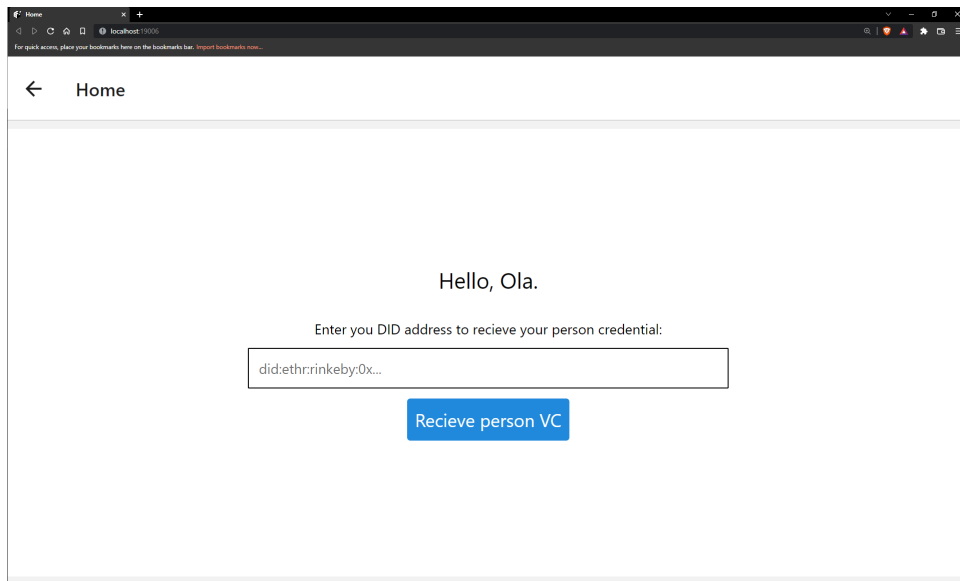 Home
localhost:19006
For quick access, place your bookmarks here on the bookmarks bar. Import bookmarks now...
Home
Hello, Ola.
Enter you DID address to recieve your person credential:
did:ethr:rinkeby:0x...
Recieve person VC